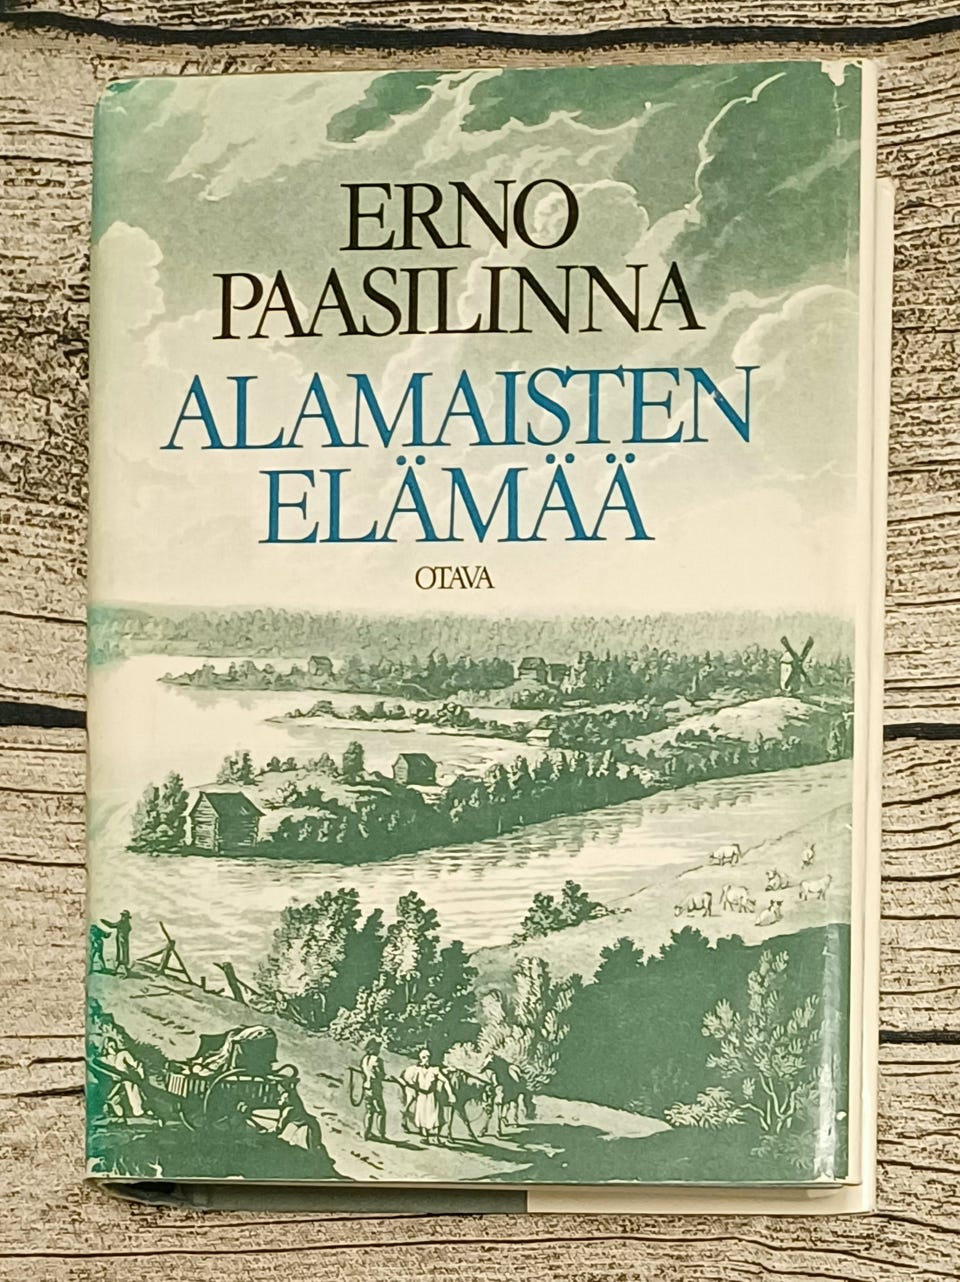 ERNO
PAASILINNA
ALAMAISTEN
ELÄMÄÄ
OTAVA